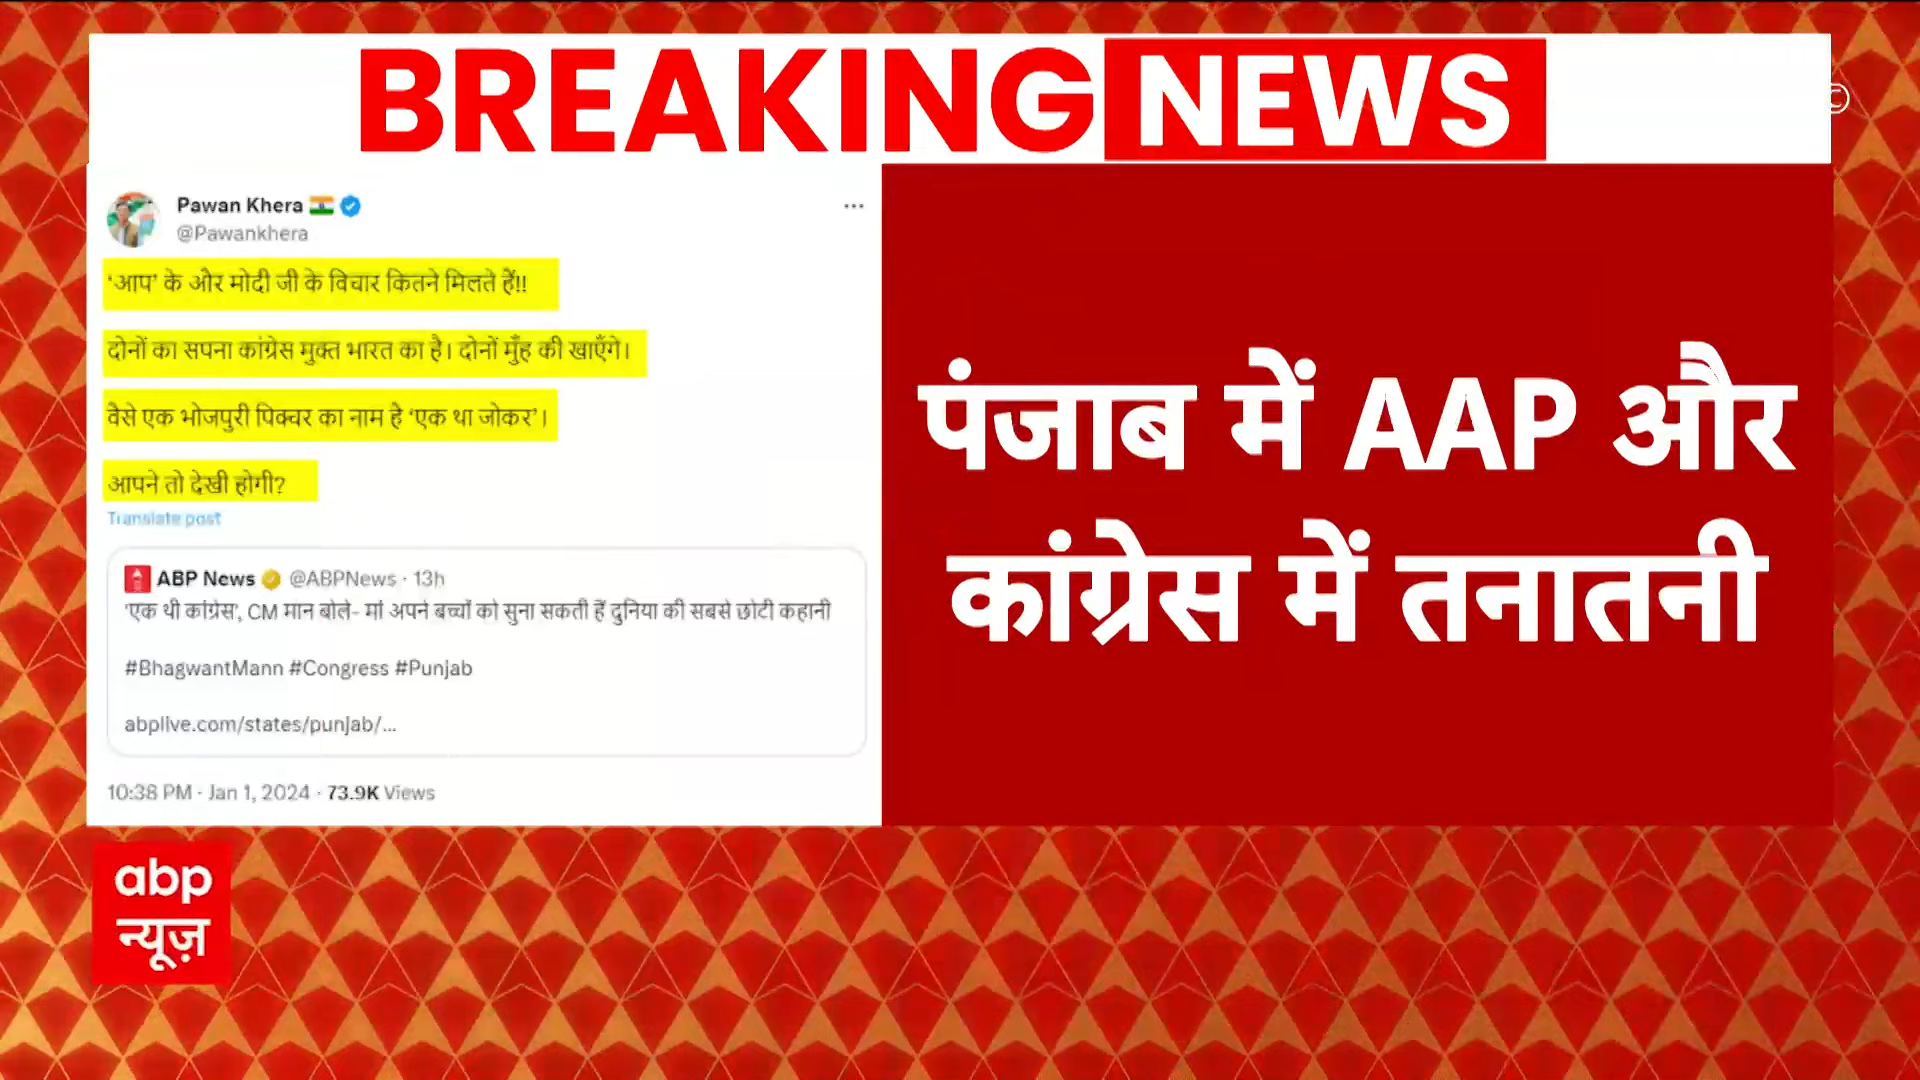 BREAKING NEWS
©
Pawan Khera
@Pawankhera
‘आप’ के और मोदी जी के विचार कितने मिलते हैं!!
दोनों का सपना कांग्रेस मुक्त भारत का है। दोनों मुँह की खाएँगे।
वैसे एक भोजपुरी पिक्चर का नाम है ‘एक था जोकर’।
आपने तो देखी होगी?
Translate post
ABP News @ABPNews · 13h
'एक थी कांग्रेस', CM मान बोले- मां अपने बच्चों को सुना सकती हैं दुनिया की सबसे छोटी कहानी
#BhagwantMann #Congress #Punjab
abplive.com/states/punjab/...
10:38 PM · Jan 1, 2024 · 73.9K Views
पंजाब में AAP और
कांग्रेस में तनातनी
abp
न्यूज़